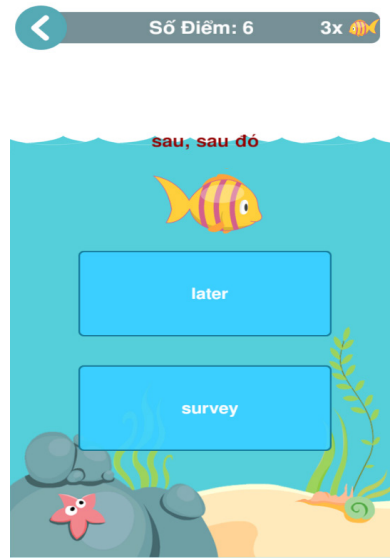 Số Điểm: 6 3x
sau, sau đó
later
survey